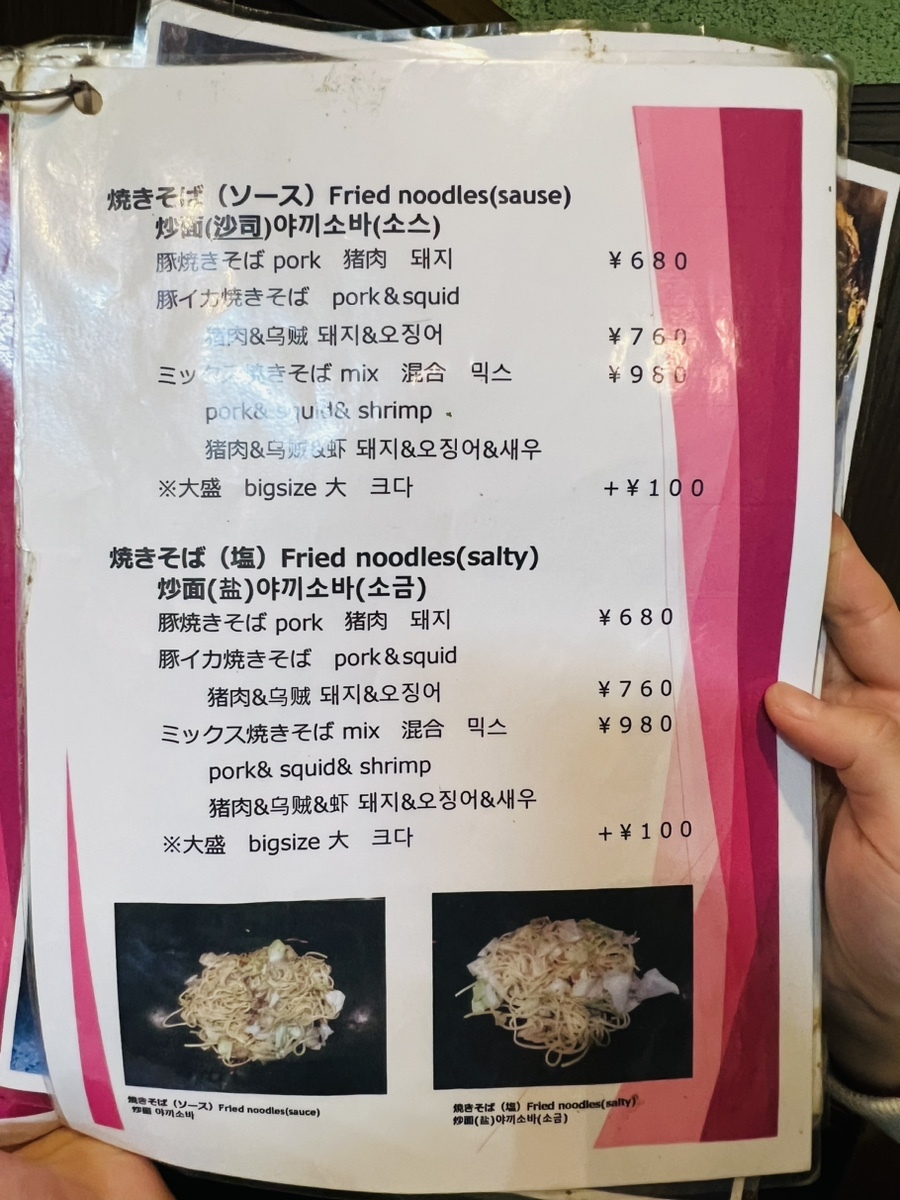 焼きそば（ソース）Fried noodles(sause)
炒面(沙司)야끼소바(소스)
豚焼きそば pork　猪肉　돼지　¥680
豚イカ焼きそば　pork＆squid
猪肉&乌贼 돼지&오징어　¥760
ミックス焼きそば mix　混合　믹스　¥980
pork& squid& shrimp
猪肉&乌贼&虾 돼지&오징어&새우
※大盛　bigsize 大　크다　+¥100
焼きそば（塩）Fried noodles(salty)
炒面(盐)야끼소바(소금)
豚焼きそば pork　猪肉　돼지　¥680
豚イカ焼きそば　pork＆squid
猪肉&乌贼 돼지&오징어　¥760
ミックス焼きそば mix　混合　믹스　¥980
pork& squid& shrimp
猪肉&乌贼&虾 돼지&오징어&새우
※大盛　bigsize 大　크다　+¥100
焼きそば（ソース）Fried noodles(sauce)
炒面 야끼소바
焼きそば（塩）Fried noodles(salty)
炒面(盐)야끼소바(소금)